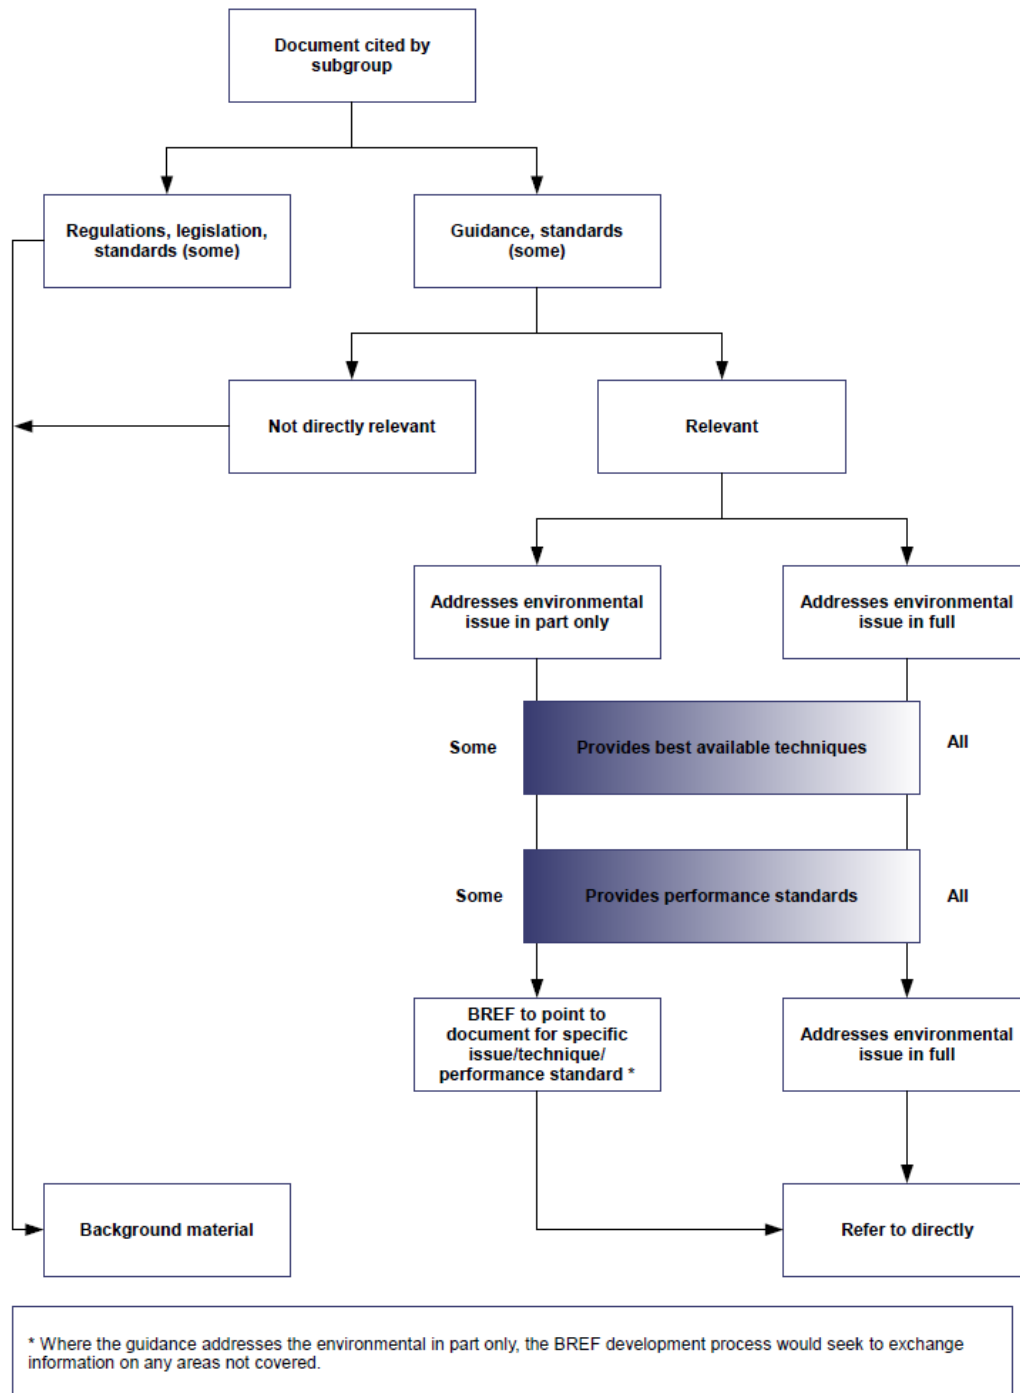 Document cited by
subgroup
Regulations, legislation,
standards (some)
Guidance, standards
(some)
Not directly relevant
Relevant
Addresses environmental
issue in part only
Addresses environmental
issue in full
Some
Provides best available techniques
All
Some
Provides performance standards
All
BREF to point to
document for specific
issue/technique/
performance standard *
Addresses environmental
issue in full
Background material
Refer to directly
* Where the guidance addresses the environmental in part only, the BREF development process would seek to exchange
information on any areas not covered.